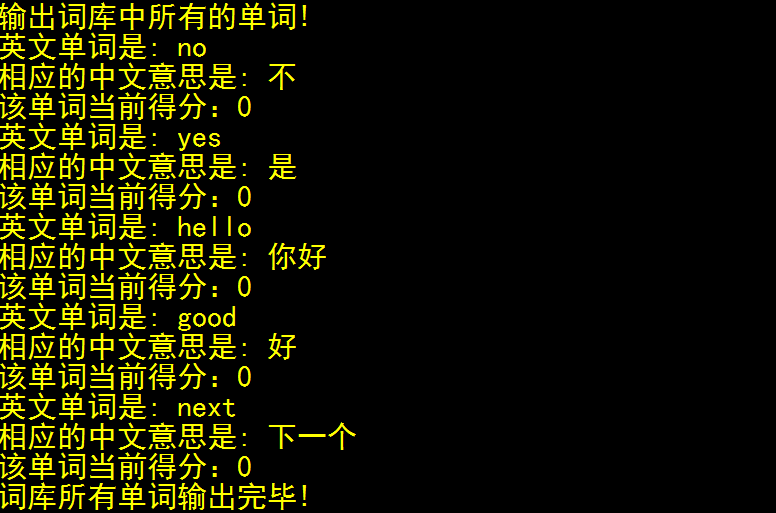 输出词库中所有的单词!
英文单词是: no
相应的中文意思是: 不
该单词当前得分：0
英文单词是: yes
相应的中文意思是: 是
该单词当前得分：0
英文单词是: hello
相应的中文意思是: 你好
该单词当前得分：0
英文单词是: good
相应的中文意思是: 好
该单词当前得分：0
英文单词是: next
相应的中文意思是: 下一个
该单词当前得分：0
词库所有单词输出完毕!